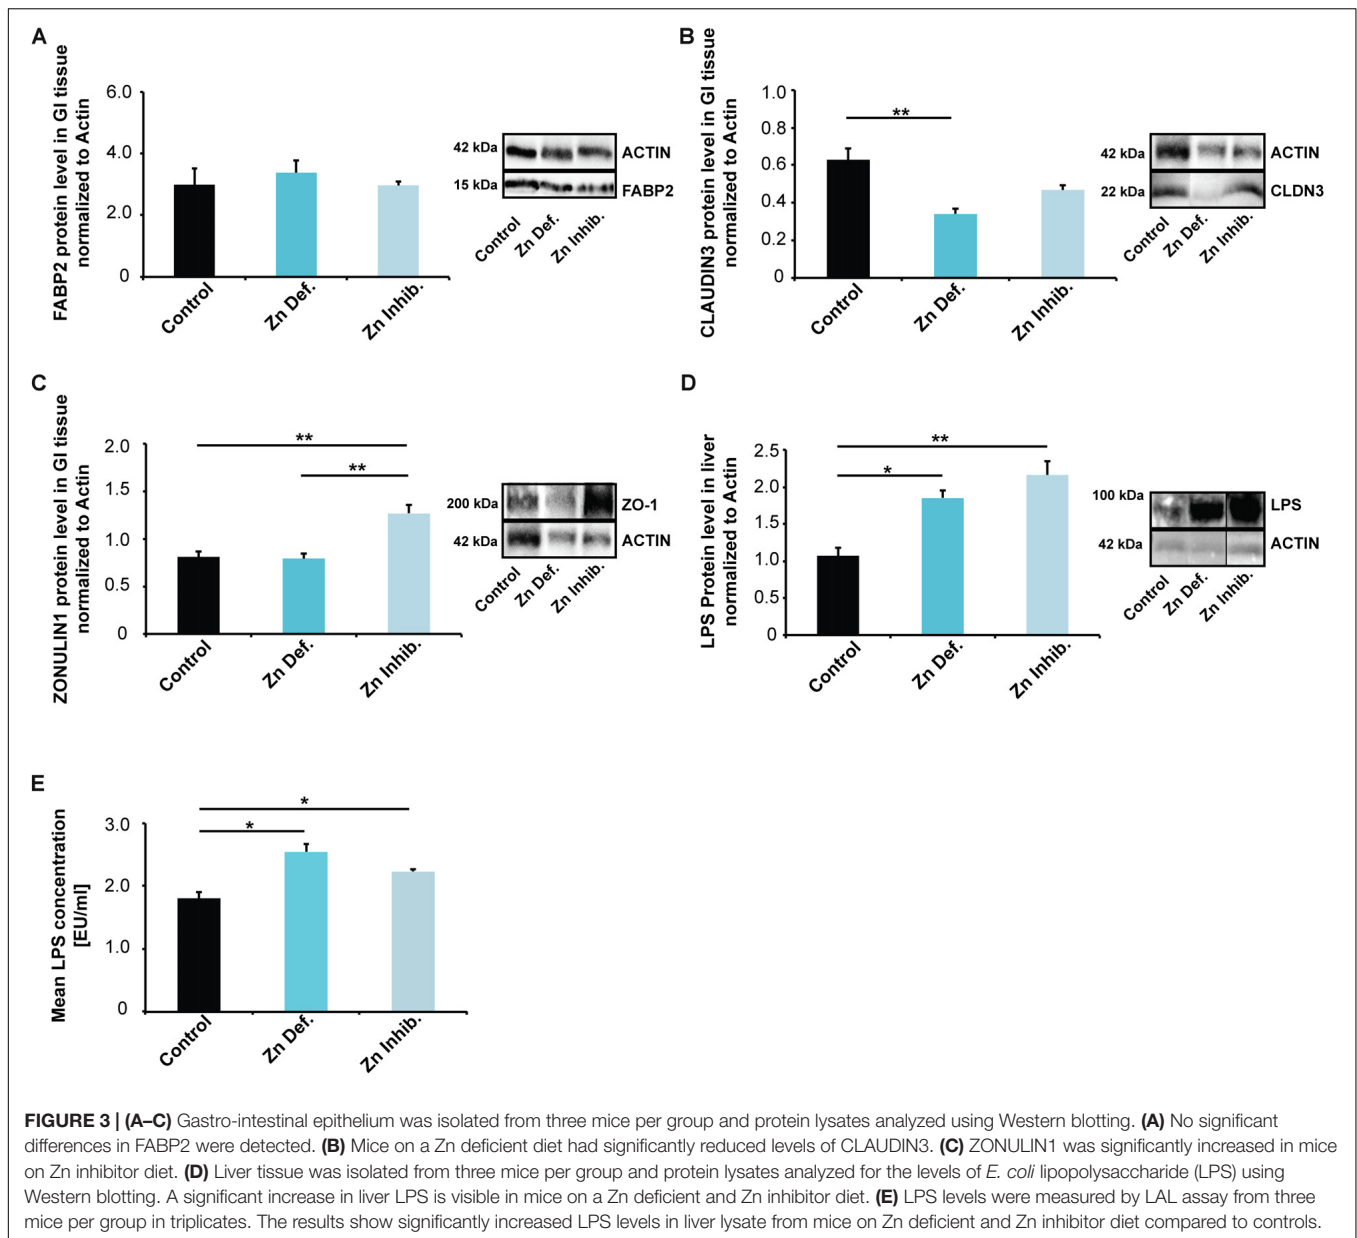 A
FABP2 protein level in GI tissue
normalized to Actin
6.0
4.0
2.0
0
Control
Zn Def.
Zn Inhib.
42 kDa
ACTIN
15 kDa
FABP2
Control
Zn Def.
Zn Inhib.
B
CLAUDIN3 protein level in GI tissue
normalized to Actin
1.0
0.8
0.6
0.4
0.2
0
**
Control
Zn Def.
Zn Inhib.
42 kDa
ACTIN
22 kDa
CLDN3
Control
Zn Def.
Zn Inhib.
C
ZONULIN1 protein level in GI tissue
normalized to Actin
2.0
1.5
1.0
0.5
0
**
**
Control
Zn Def.
Zn Inhib.
200 kDa
ZO-1
42 kDa
ACTIN
Control
Zn Def.
Zn Inhib.
D
LPS Protein level in liver
normalized to Actin
2.5
2.0
1.5
1.0
0.5
0
**
*
Control
Zn Def.
Zn Inhib.
100 kDa
LPS
42 kDa
ACTIN
Control
Zn Def.
Zn Inhib.
E
Mean LPS concentration
[EU/ml]
3.0
2.0
1.0
0
*
*
Control
Zn Def.
Zn Inhib.
FIGURE 3 | (A–C) Gastro-intestinal epithelium was isolated from three mice per group and protein lysates analyzed using Western blotting. (A) No significant
differences in FABP2 were detected. (B) Mice on a Zn deficient diet had significantly reduced levels of CLAUDIN3. (C) ZONULIN1 was significantly increased in mice
on Zn inhibitor diet. (D) Liver tissue was isolated from three mice per group and protein lysates analyzed for the levels of E. coli lipopolysaccharide (LPS) using
Western blotting. A significant increase in liver LPS is visible in mice on a Zn deficient and Zn inhibitor diet. (E) LPS levels were measured by LAL assay from three
mice per group in triplicates. The results show significantly increased LPS levels in liver lysate from mice on Zn deficient and Zn inhibitor diet compared to controls.